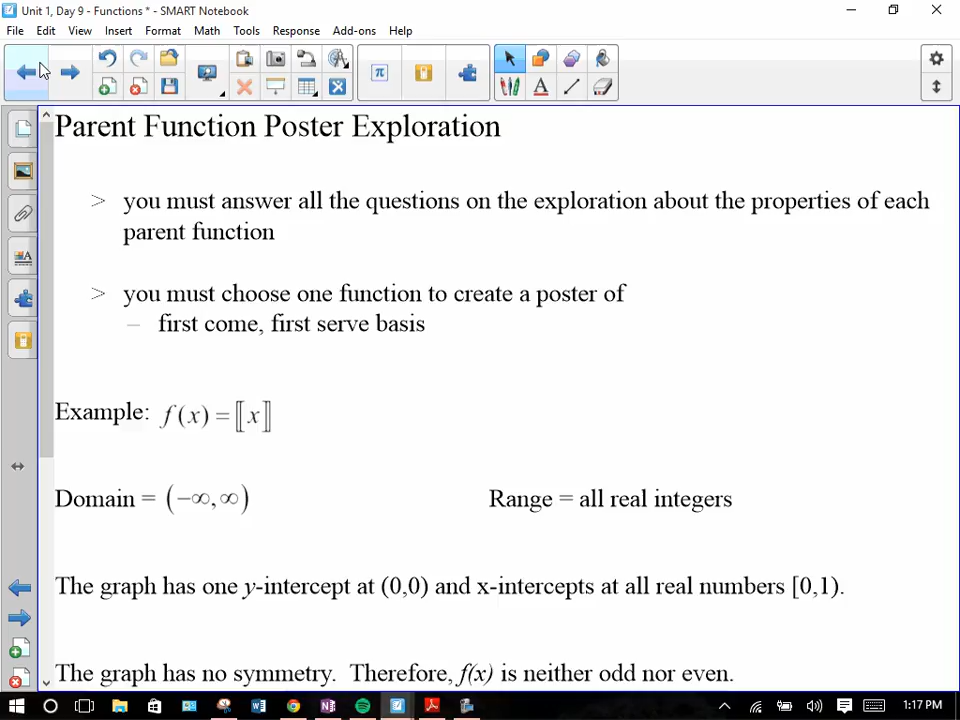 Unit 1, Day 9 - Functions * - SMART Notebook
File Edit View Insert Format Math Tools Response Add-ons Help
Parent Function Poster Exploration
> you must answer all the questions on the exploration about the properties of each
parent function
> you must choose one function to create a poster of
– first come, first serve basis
Example: f(x) = ⟦x⟧
Domain = (−∞, ∞) Range = all real integers
The graph has one y-intercept at (0,0) and x-intercepts at all real numbers [0,1).
The graph has no symmetry. Therefore, f(x) is neither odd nor even.
1:17 PM